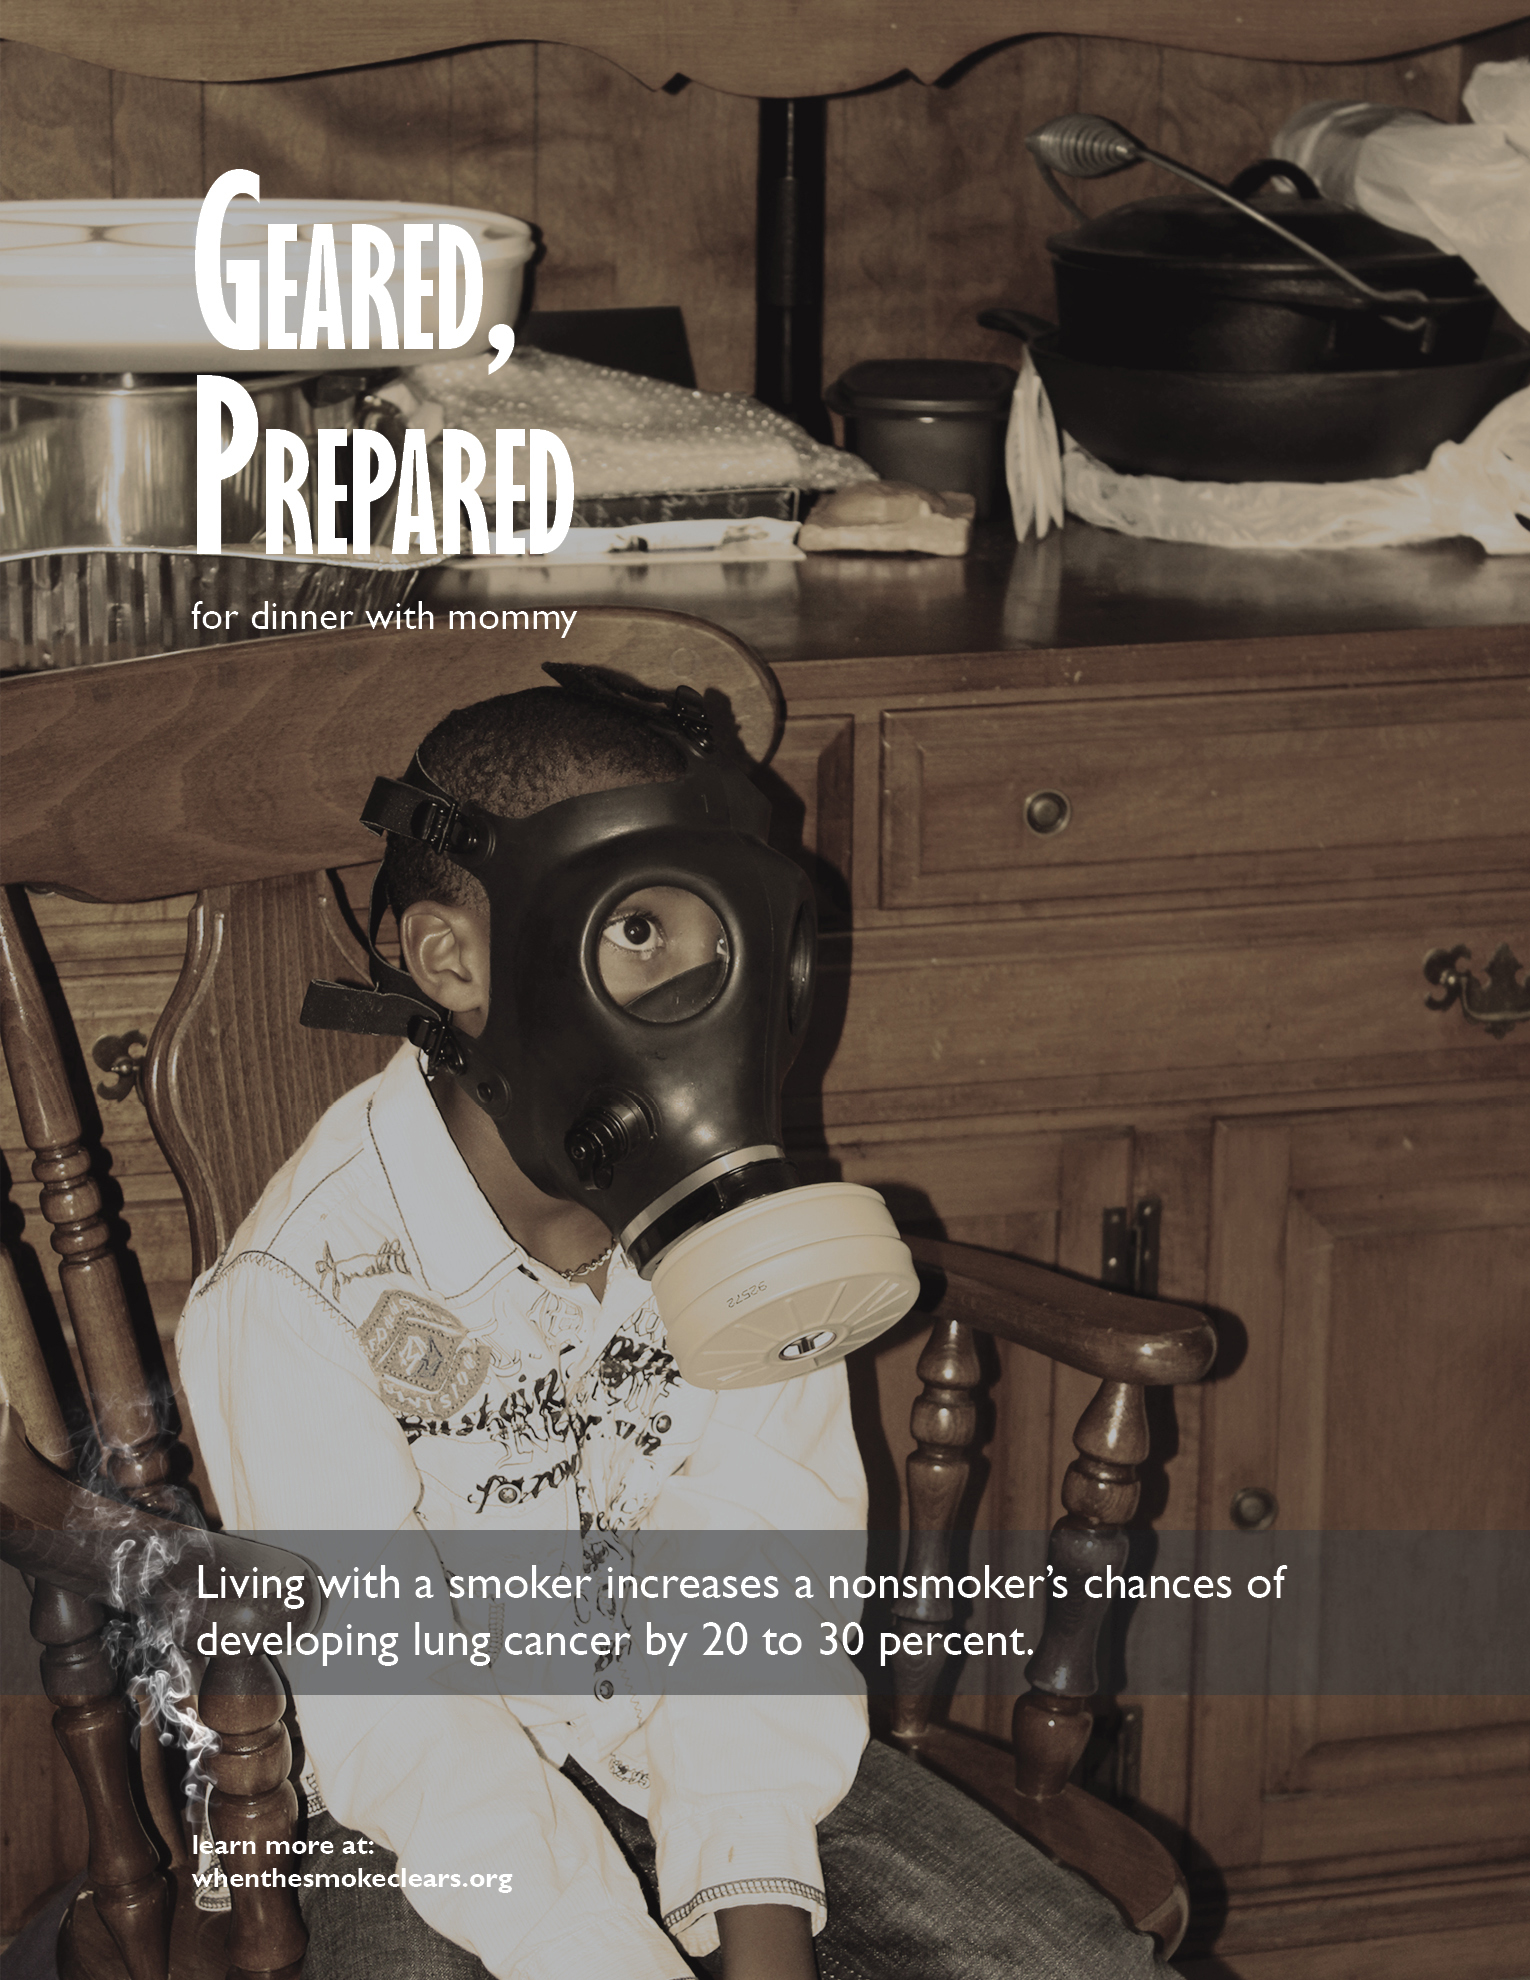 GEARED,
PREPARED
for dinner with mommy
92572
Living with a smoker increases a nonsmoker’s chances of
developing lung cancer by 20 to 30 percent.
learn more at:
whenthesmokeclears.org